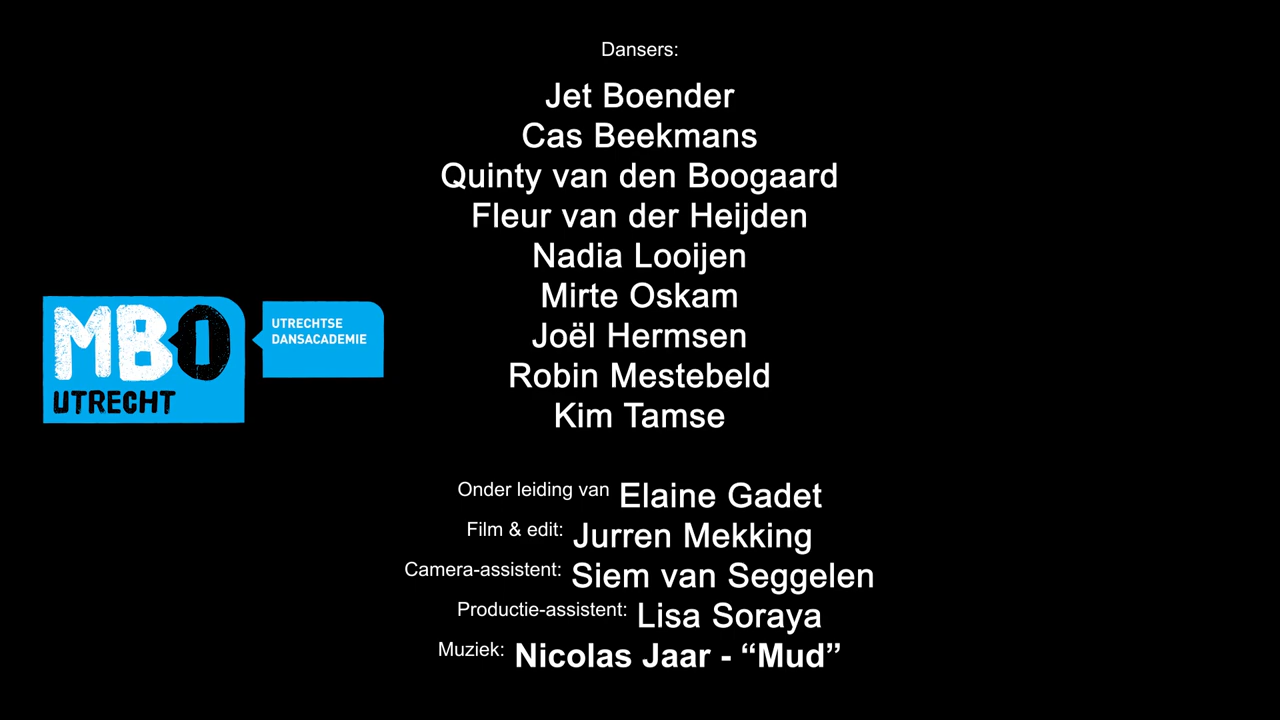 Dansers:
Jet Boender
Cas Beekmans
Quinty van den Boogaard
Fleur van der Heijden
Nadia Looijen
Mirte Oskam
Joël Hermsen
Robin Mestebeld
Kim Tamse
MBO
UTRECHT
UTRECHTSE
DANSACADEMIE
Onder leiding van Elaine Gadet
Film & edit: Jurren Mekking
Camera-assistent: Siem van Seggelen
Productie-assistent: Lisa Soraya
Muziek: Nicolas Jaar - “Mud”